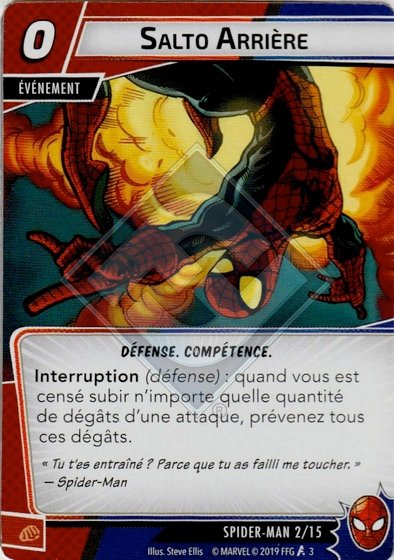 0
SALTO ARRIÈRE
ÉVÉNEMENT
DÉFENSE. COMPÉTENCE.
Interruption (défense) : quand vous est
censé subir n'importe quelle quantité
de dégâts d'une attaque, prévenez tous
ces dégâts.
« Tu t'es entraîné ? Parce que tu as failli me toucher. »
— Spider-Man
SPIDER-MAN 2/15
Illus. Steve Ellis © MARVEL © 2019 FFG 3